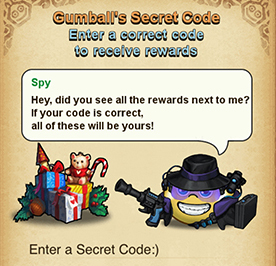 Gumball's Secret Code
Enter a correct code
to receive rewards
Spy
Hey, did you see all the rewards next to me?
If your code is correct,
all of these will be yours!
Enter a Secret Code:)